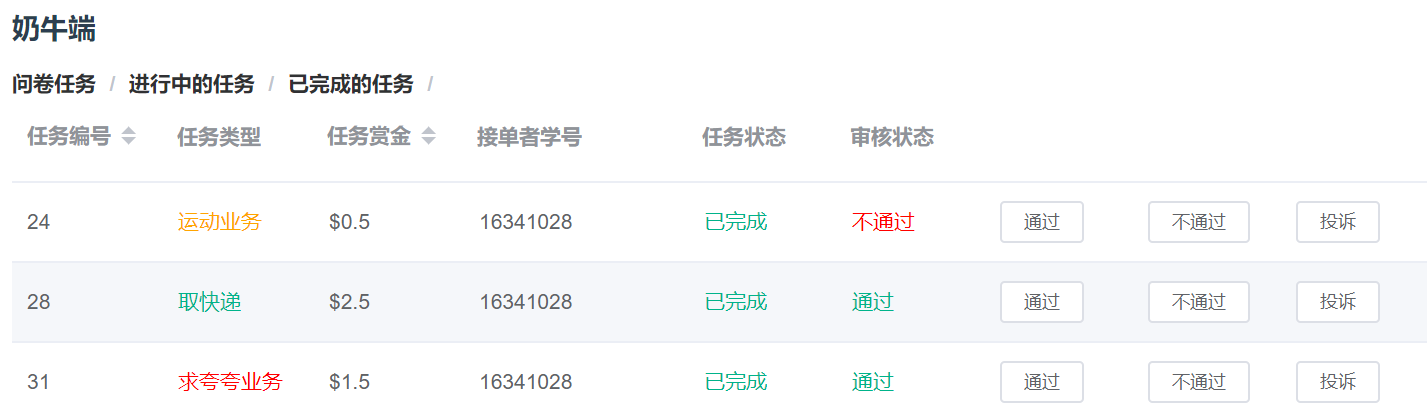 奶牛端
问卷任务 / 进行中的任务 / 已完成的任务 /
任务编号 任务类型 任务赏金 接单者学号 任务状态 审核状态
24 运动业务 $0.5 16341028 已完成 不通过 通过 不通过 投诉
28 取快递 $2.5 16341028 已完成 通过 通过 不通过 投诉
31 求夸夸业务 $1.5 16341028 已完成 通过 通过 不通过 投诉